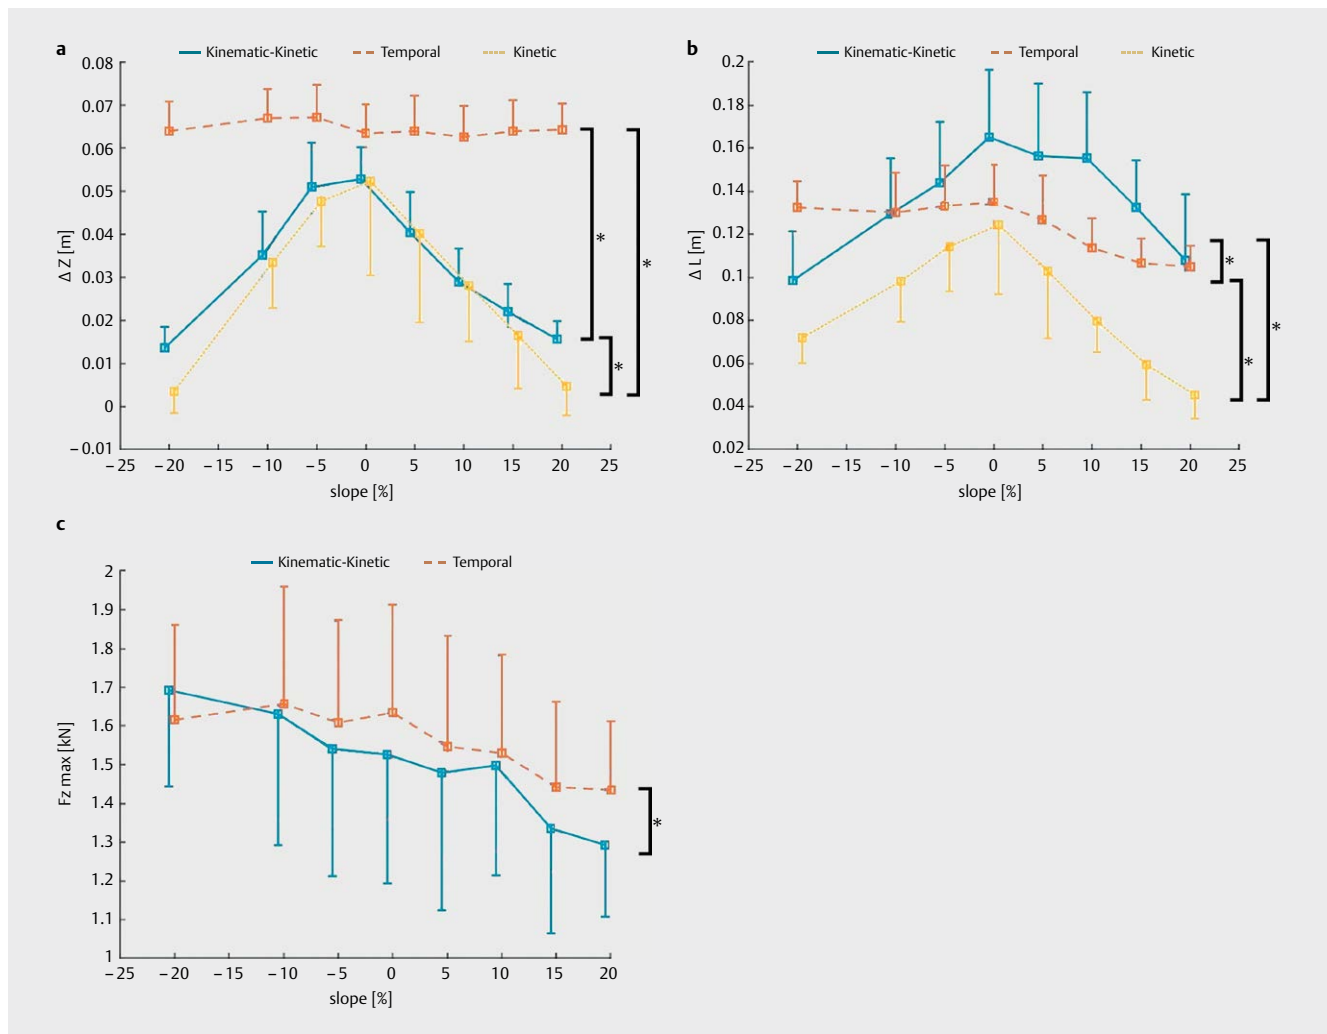 a
Kinematic-Kinetic Temporal Kinetic
0.08
0.07
0.06
0.05
0.04
0.03
0.02
0.01
0
– 0.01
Δ Z [m]
* * *
– 25 – 20 – 15 – 10 – 5 0 5 10 15 20 25
slope [%]
b
Kinematic-Kinetic Temporal Kinetic
0.2
0.18
0.16
0.14
0.12
0.1
0.08
0.06
0.04
0.02
Δ L [m]
* * *
– 25 – 20 – 15 – 10 – 5 0 5 10 15 20 25
slope [%]
c
Kinematic-Kinetic Temporal
2
1.9
1.8
1.7
1.6
1.5
1.4
1.3
1.2
1.1
1
Fz max [kN]
*
– 25 – 20 – 15 – 10 – 5 0 5 10 15 20
slope [%]